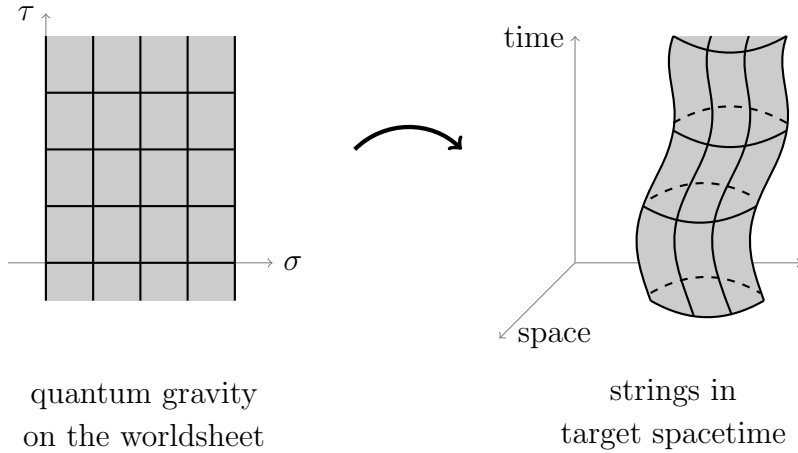 τ
σ
quantum gravity
on the worldsheet
time
space
strings in
target spacetime